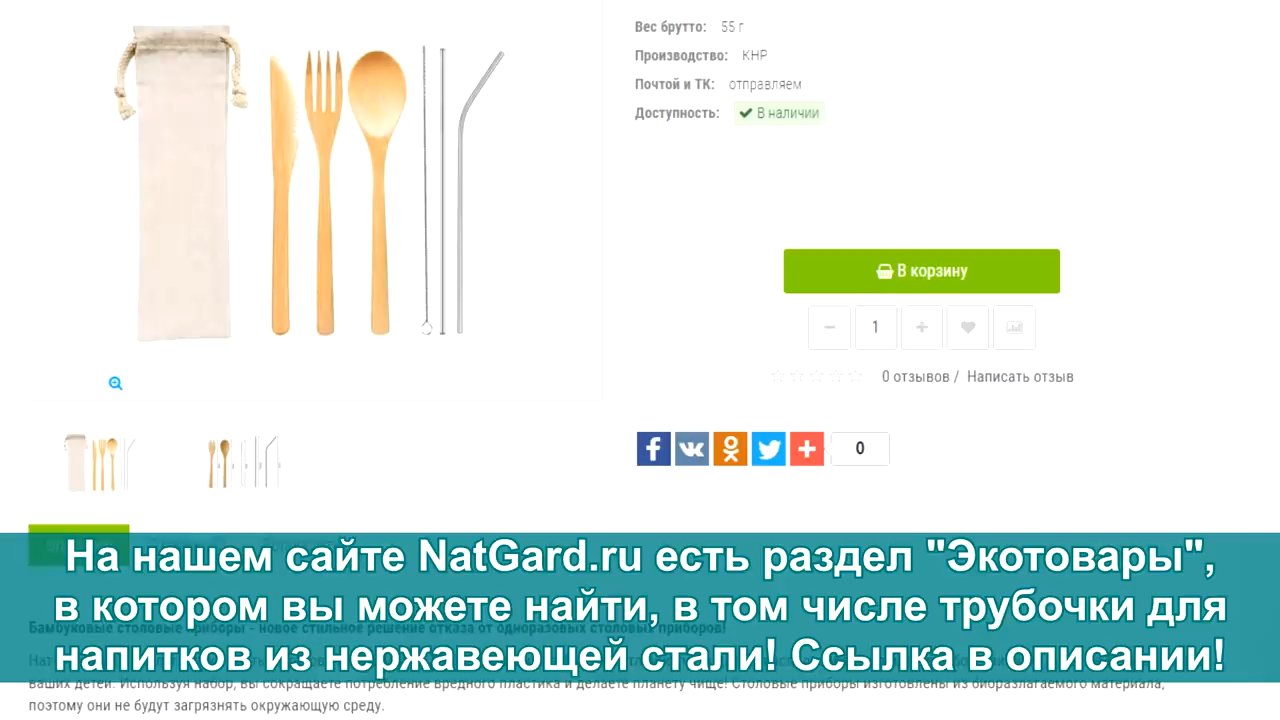 Вес брутто: 55 г
Производство: КНР
Почтой и ТК: отправляем
Доступность: В наличии
В корзину
1
0 отзывов / Написать отзыв
0
На нашем сайте NatGard.ru есть раздел "Экотовары",
в котором вы можете найти, в том числе трубочки для
Бамбуковые столовые приборы - новое стильное решение отказа от одноразовых столовых приборов!
напитков из нержавеющей стали! Ссылка в описании!
ваших детей. Используя набор, вы сокращаете потребление вредного пластика и делаете планету чище! Столовые приборы изготовлены из биоразлагаемого материала,
поэтому они не будут загрязнять окружающую среду.